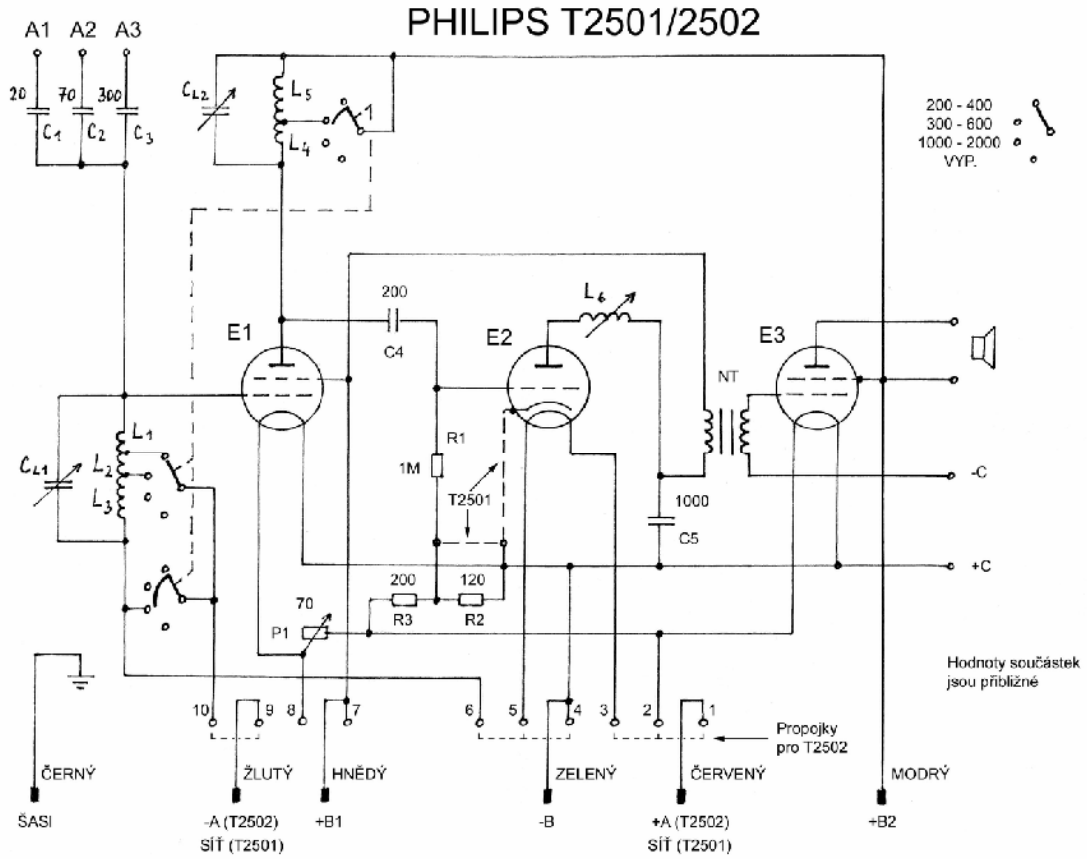 PHILIPS T2501/2502
A1 A2 A3
20 70 300
C1 C2 C3
CL2
L5
L4
1
200 - 400
300 - 600
1000 - 2000
VYP.
200
C4
E1
E2
L6
E3
NT
R1
1M
T2501
1000
C5
CL1
L1
L2
L3
-C
+C
200
R3
120
R2
70
P1
Hodnoty součástek
jsou přibližné
10 9 8 7 6 5 4 3 2 1
Propojky
pro T2502
ČERNÝ
ŽLUTÝ
HNĚDÝ
ZELENÝ
ČERVENÝ
MODRÝ
ŠASI
-A (T2502)
SÍŤ (T2501)
+B1
-B
+A (T2502)
SÍŤ (T2501)
+B2